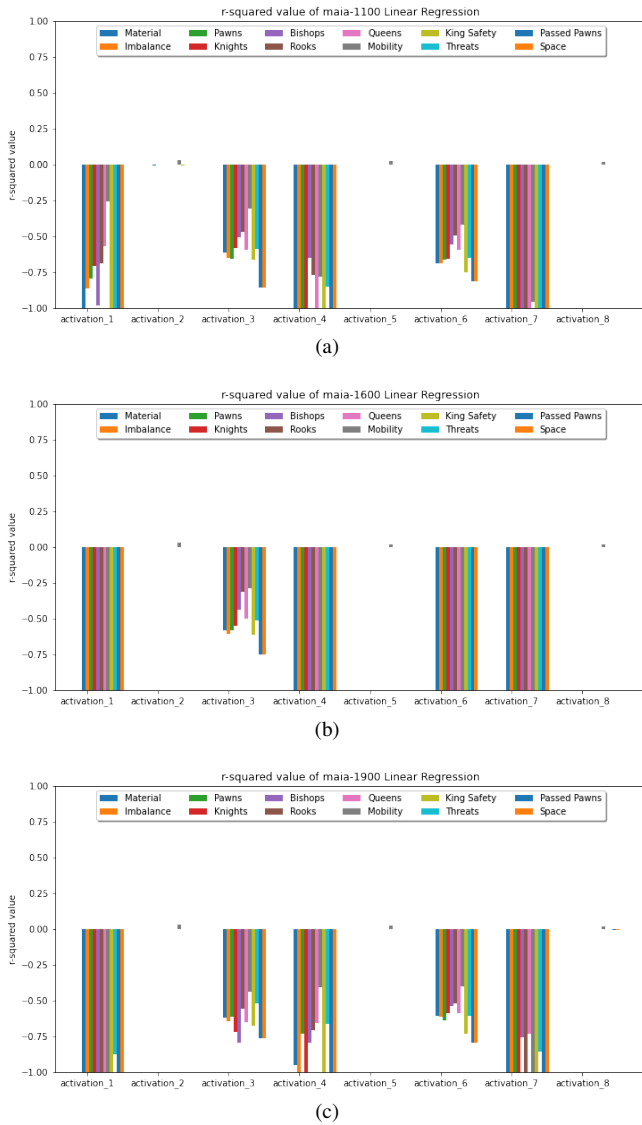 r-squared value of maia-1100 Linear Regression
Material Pawns Bishops Queens King Safety Passed Pawns
Imbalance Knights Rooks Mobility Threats Space
1.00
0.75
0.50
0.25
0.00
−0.25
−0.50
−0.75
−1.00
r-squared value
activation_1 activation_2 activation_3 activation_4 activation_5 activation_6 activation_7 activation_8
(a)
r-squared value of maia-1600 Linear Regression
Material Pawns Bishops Queens King Safety Passed Pawns
Imbalance Knights Rooks Mobility Threats Space
1.00
0.75
0.50
0.25
0.00
−0.25
−0.50
−0.75
−1.00
r-squared value
activation_1 activation_2 activation_3 activation_4 activation_5 activation_6 activation_7 activation_8
(b)
r-squared value of maia-1900 Linear Regression
Material Pawns Bishops Queens King Safety Passed Pawns
Imbalance Knights Rooks Mobility Threats Space
1.00
0.75
0.50
0.25
0.00
−0.25
−0.50
−0.75
−1.00
r-squared value
activation_1 activation_2 activation_3 activation_4 activation_5 activation_6 activation_7 activation_8
(c)